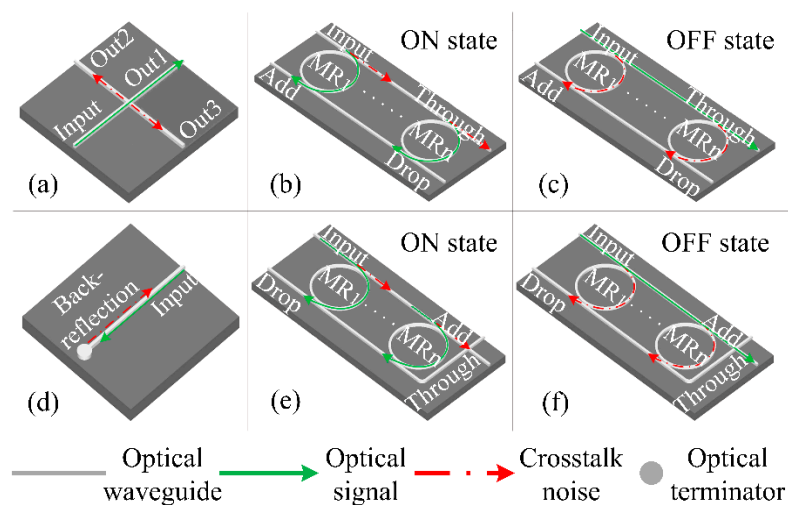 Out2
Out1
Input
Out3
(a)
Input
ON state
Add
MR1
Through
MRn
Drop
(b)
Input
OFF state
Add
MR1
Through
MRn
Drop
(c)
Back-
reflection
Input
(d)
Input
ON state
Drop
MR1
Add
MRn
Through
(e)
Input
OFF state
Drop
MR1
Add
MRn
Through
(f)
Optical waveguide
Optical signal
Crosstalk noise
Optical terminator